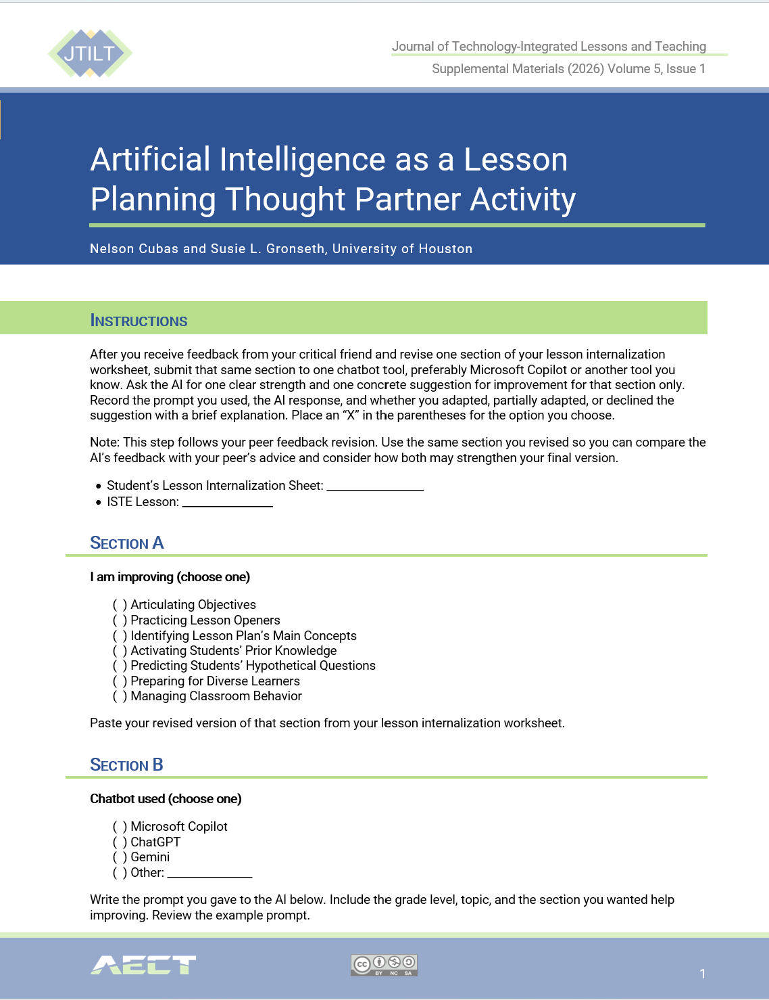 JTILT
Journal of Technology-Integrated Lessons and Teaching
Supplemental Materials (2026) Volume 5, Issue 1
Artificial Intelligence as a Lesson
Planning Thought Partner Activity
Nelson Cubas and Susie L. Gronseth, University of Houston
INSTRUCTIONS
After you receive feedback from your critical friend and revise one section of your lesson internalization
worksheet, submit that same section to one chatbot tool, preferably Microsoft Copilot or another tool you
know. Ask the AI for one clear strength and one concrete suggestion for improvement for that section only.
Record the prompt you used, the AI response, and whether you adapted, partially adapted, or declined the
suggestion with a brief explanation. Place an “X” in the parentheses for the option you choose.
Note: This step follows your peer feedback revision. Use the same section you revised so you can compare the
AI’s feedback with your peer’s advice and consider how both may strengthen your final version.
• Student’s Lesson Internalization Sheet: _______________
• ISTE Lesson: ______________
SECTION A
I am improving (choose one)
( ) Articulating Objectives
( ) Practicing Lesson Openers
( ) Identifying Lesson Plan’s Main Concepts
( ) Activating Students’ Prior Knowledge
( ) Predicting Students’ Hypothetical Questions
( ) Preparing for Diverse Learners
( ) Managing Classroom Behavior
Paste your revised version of that section from your lesson internalization worksheet.
SECTION B
Chatbot used (choose one)
( ) Microsoft Copilot
( ) ChatGPT
( ) Gemini
( ) Other: _____________
Write the prompt you gave to the AI below. Include the grade level, topic, and the section you wanted help
improving. Review the example prompt.
AECT
cc BY NC SA
1